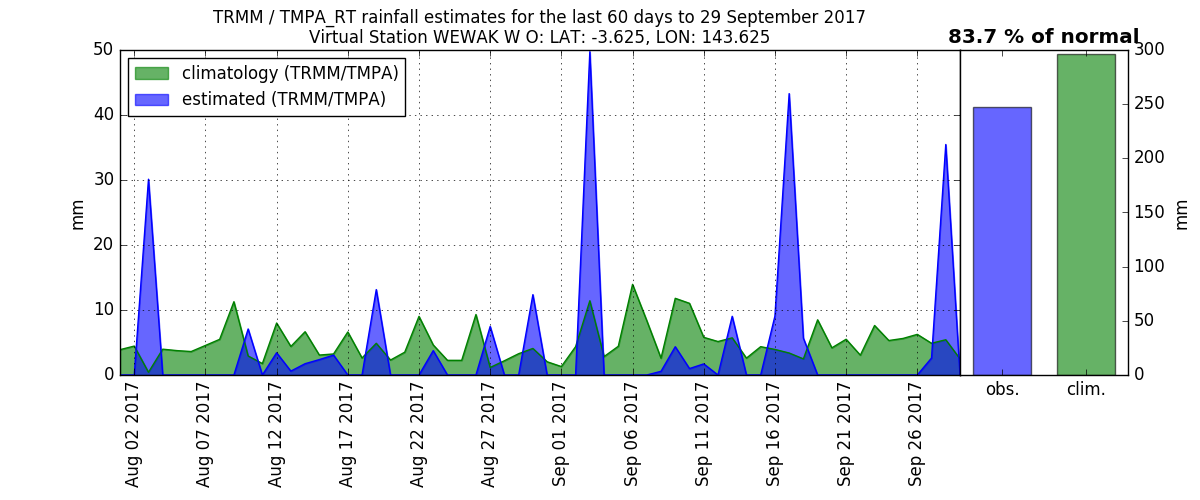 TRMM / TMPA_RT rainfall estimates for the last 60 days to 29 September 2017
Virtual Station WEWAK W O: LAT: -3.625, LON: 143.625
83.7 % of normal
climatology (TRMM/TMPA)
estimated (TRMM/TMPA)
50
40
30
20
10
0
mm
Aug 02 2017
Aug 07 2017
Aug 12 2017
Aug 17 2017
Aug 22 2017
Aug 27 2017
Sep 01 2017
Sep 06 2017
Sep 11 2017
Sep 16 2017
Sep 21 2017
Sep 26 2017
obs.
clim.
300
250
200
150
100
50
0
mm